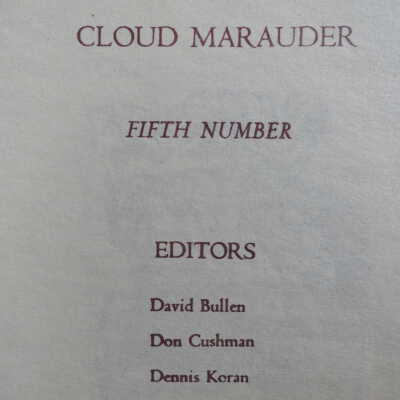 CLOUD MARAUDER
FIFTH NUMBER
EDITORS
David Bullen
Don Cushman
Dennis Koran